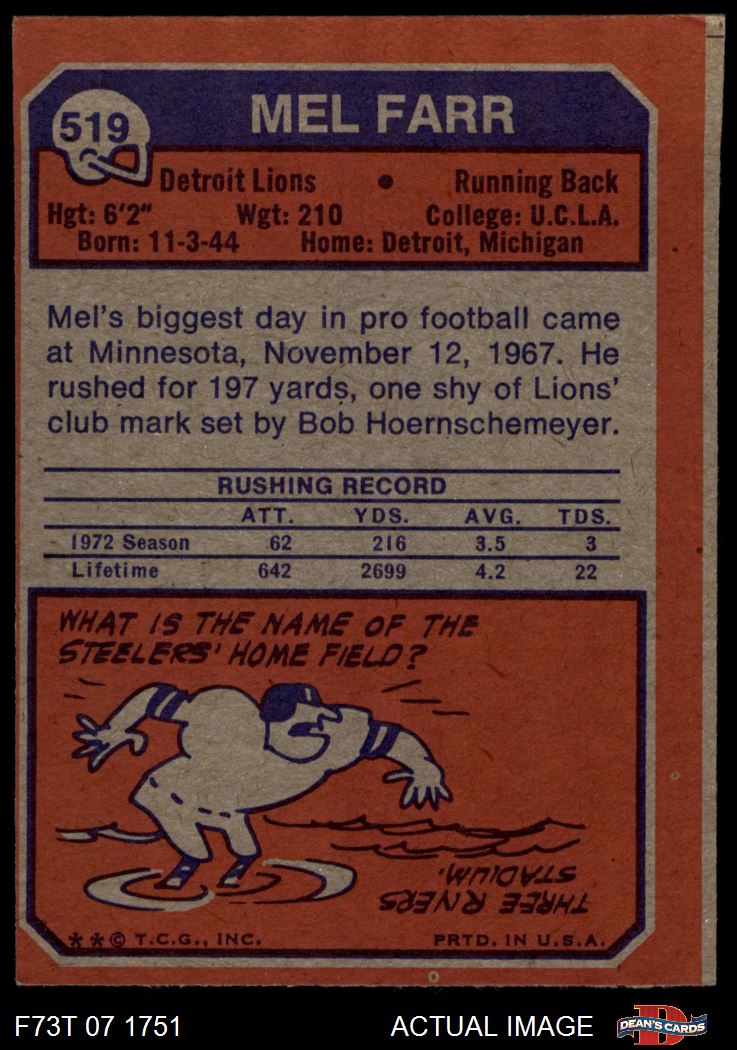 519
MEL FARR
Detroit Lions • Running Back
Hgt: 6'2" Wgt: 210 College: U.C.L.A.
Born: 11-3-44 Home: Detroit, Michigan
Mel's biggest day in pro football came
at Minnesota, November 12, 1967. He
rushed for 197 yards, one shy of Lions'
club mark set by Bob Hoernschemeyer.
RUSHING RECORD
ATT. YDS. AVG. TDS.
1972 Season 62 216 3.5 3
Lifetime 642 2699 4.2 22
WHAT IS THE NAME OF THE
STEELERS' HOME FIELD?
THREE RIVERS
STADIUM.
**© T.C.G., INC. PRTD. IN U.S.A.
F73T 07 1751 ACTUAL IMAGE
D
DEAN'S CARDS